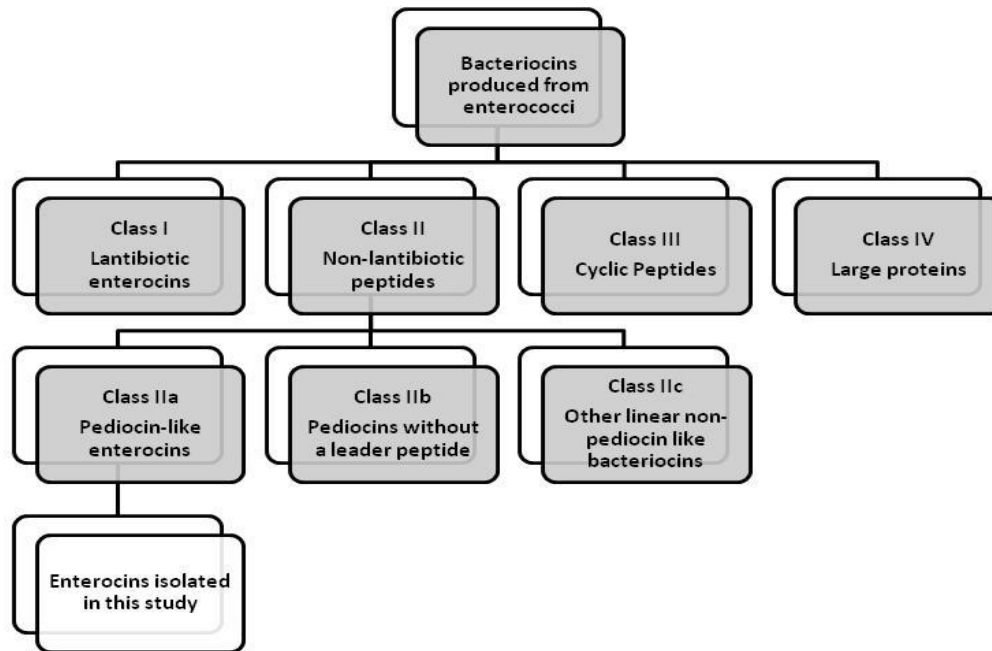 Bacteriocins
produced from
enterococci
Class I
Lantibiotic
enterocins
Class II
Non-lantibiotic
peptides
Class III
Cyclic Peptides
Class IV
Large proteins
Class IIa
Pediocin-like
enterocins
Class IIb
Pediocins without
a leader peptide
Class IIc
Other linear non-
pediocin like
bacteriocins
Enterocins isolated
in this study